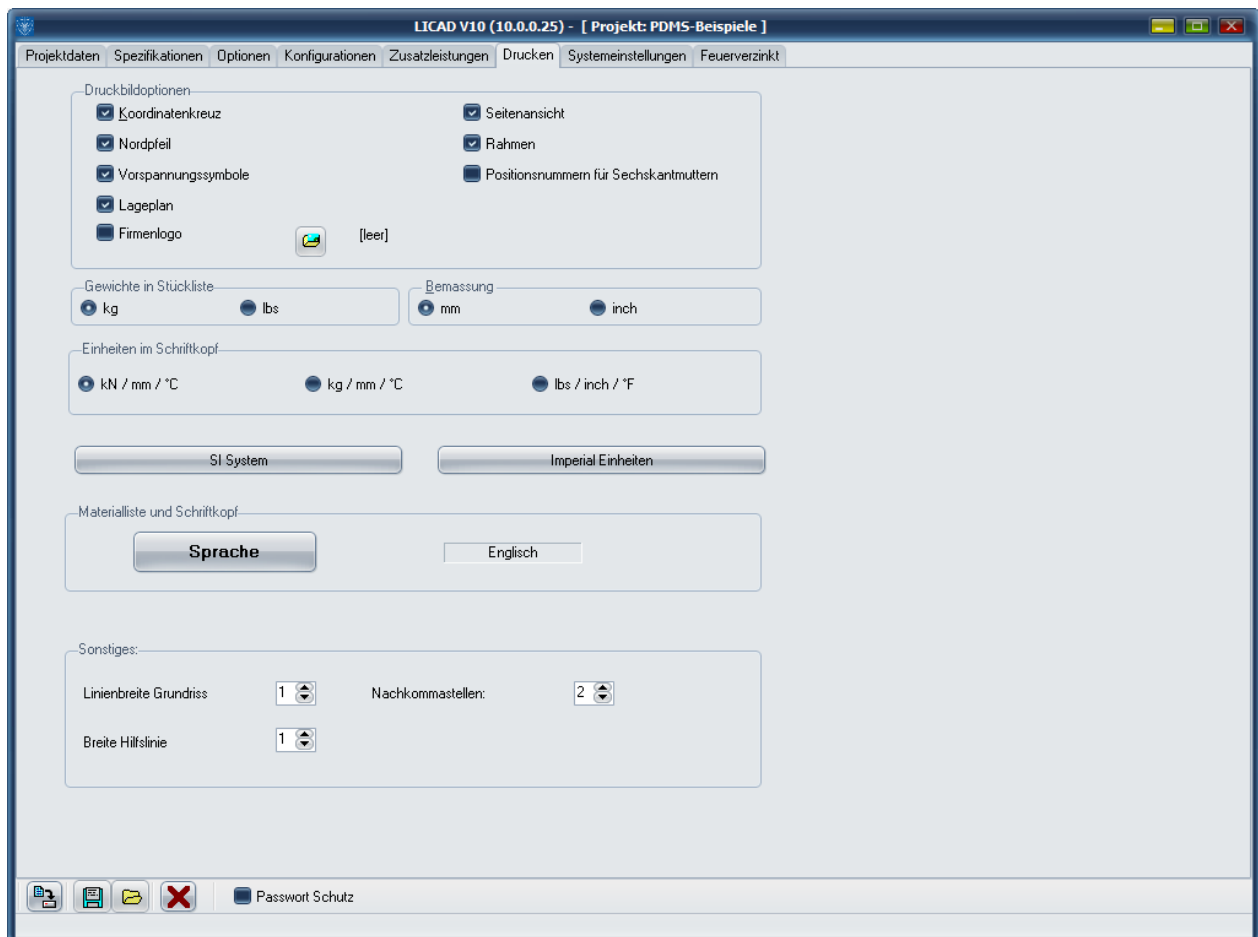 LICAD V10 (10.0.0.25) - [ Projekt: PDMS-Beispiele ]
Projektdaten Spezifikationen Optionen Konfigurationen Zusatzleistungen Drucken Systemeinstellungen Feuerverzinkt
Druckbildoptionen
Koordinatenkreuz Seitenansicht
Nordpfeil Rahmen
Vorspannungssymbole Positionsnummern für Sechskantmuttern
Lageplan
Firmenlogo [leer]
Gewichte in Stückliste Bemassung
kg lbs mm inch
Einheiten im Schriftkopf
kN / mm / °C kg / mm / °C lbs / inch / °F
SI System Imperial Einheiten
Materialliste und Schriftkopf
Sprache Englisch
Sonstiges:
Linienbreite Grundriss 1 Nachkommastellen: 2
Breite Hilfslinie 1
Passwort Schutz